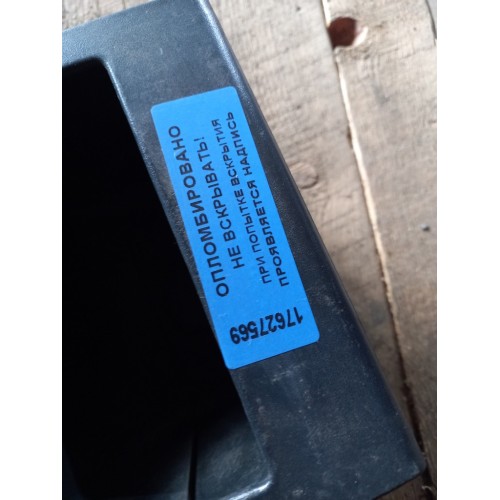 ОПЛОМБИРОВАНО
НЕ ВСКРЫВАТЬ!
ПРИ ПОПЫТКЕ ВСКРЫТИЯ
ПРОЯВЛЯЕТСЯ НАДПИСЬ
17627569